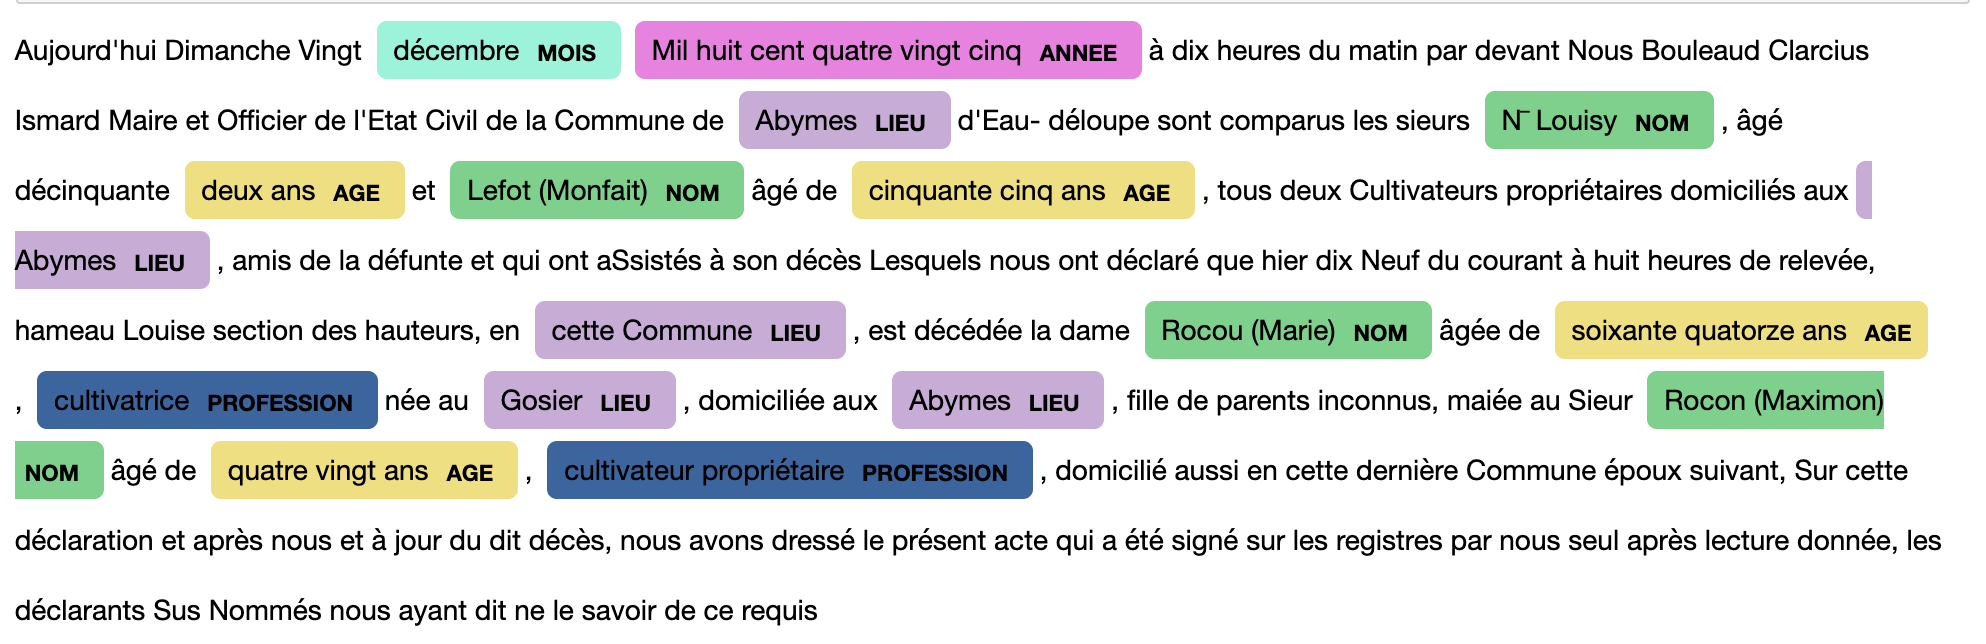 Aujourd'hui Dimanche Vingt décembre MOIS Mil huit cent quatre vingt cinq ANNEE à dix heures du matin par devant Nous Bouleaud Clarcius
Ismard Maire et Officier de l'Etat Civil de la Commune de Abymes LIEU d'Eau- déloupe sont comparus les sieurs N ̅ Louisy NOM , âgé
décinquante deux ans AGE et Lefot (Monfait) NOM âgé de cinquante cinq ans AGE , tous deux Cultivateurs propriétaires domiciliés aux
Abymes LIEU , amis de la défunte et qui ont aSsistés à son décès Lesquels nous ont déclaré que hier dix Neuf du courant à huit heures de relevée,
hameau Louise section des hauteurs, en cette Commune LIEU , est décédée la dame Rocou (Marie) NOM âgée de soixante quatorze ans AGE
, cultivatrice PROFESSION née au Gosier LIEU , domiciliée aux Abymes LIEU , fille de parents inconnus, maiée au Sieur Rocon (Maximon)
NOM âgé de quatre vingt ans AGE , cultivateur propriétaire PROFESSION , domicilié aussi en cette dernière Commune époux suivant, Sur cette
déclaration et après nous et à jour du dit décès, nous avons dressé le présent acte qui a été signé sur les registres par nous seul après lecture donnée, les
déclarants Sus Nommés nous ayant dit ne le savoir de ce requis